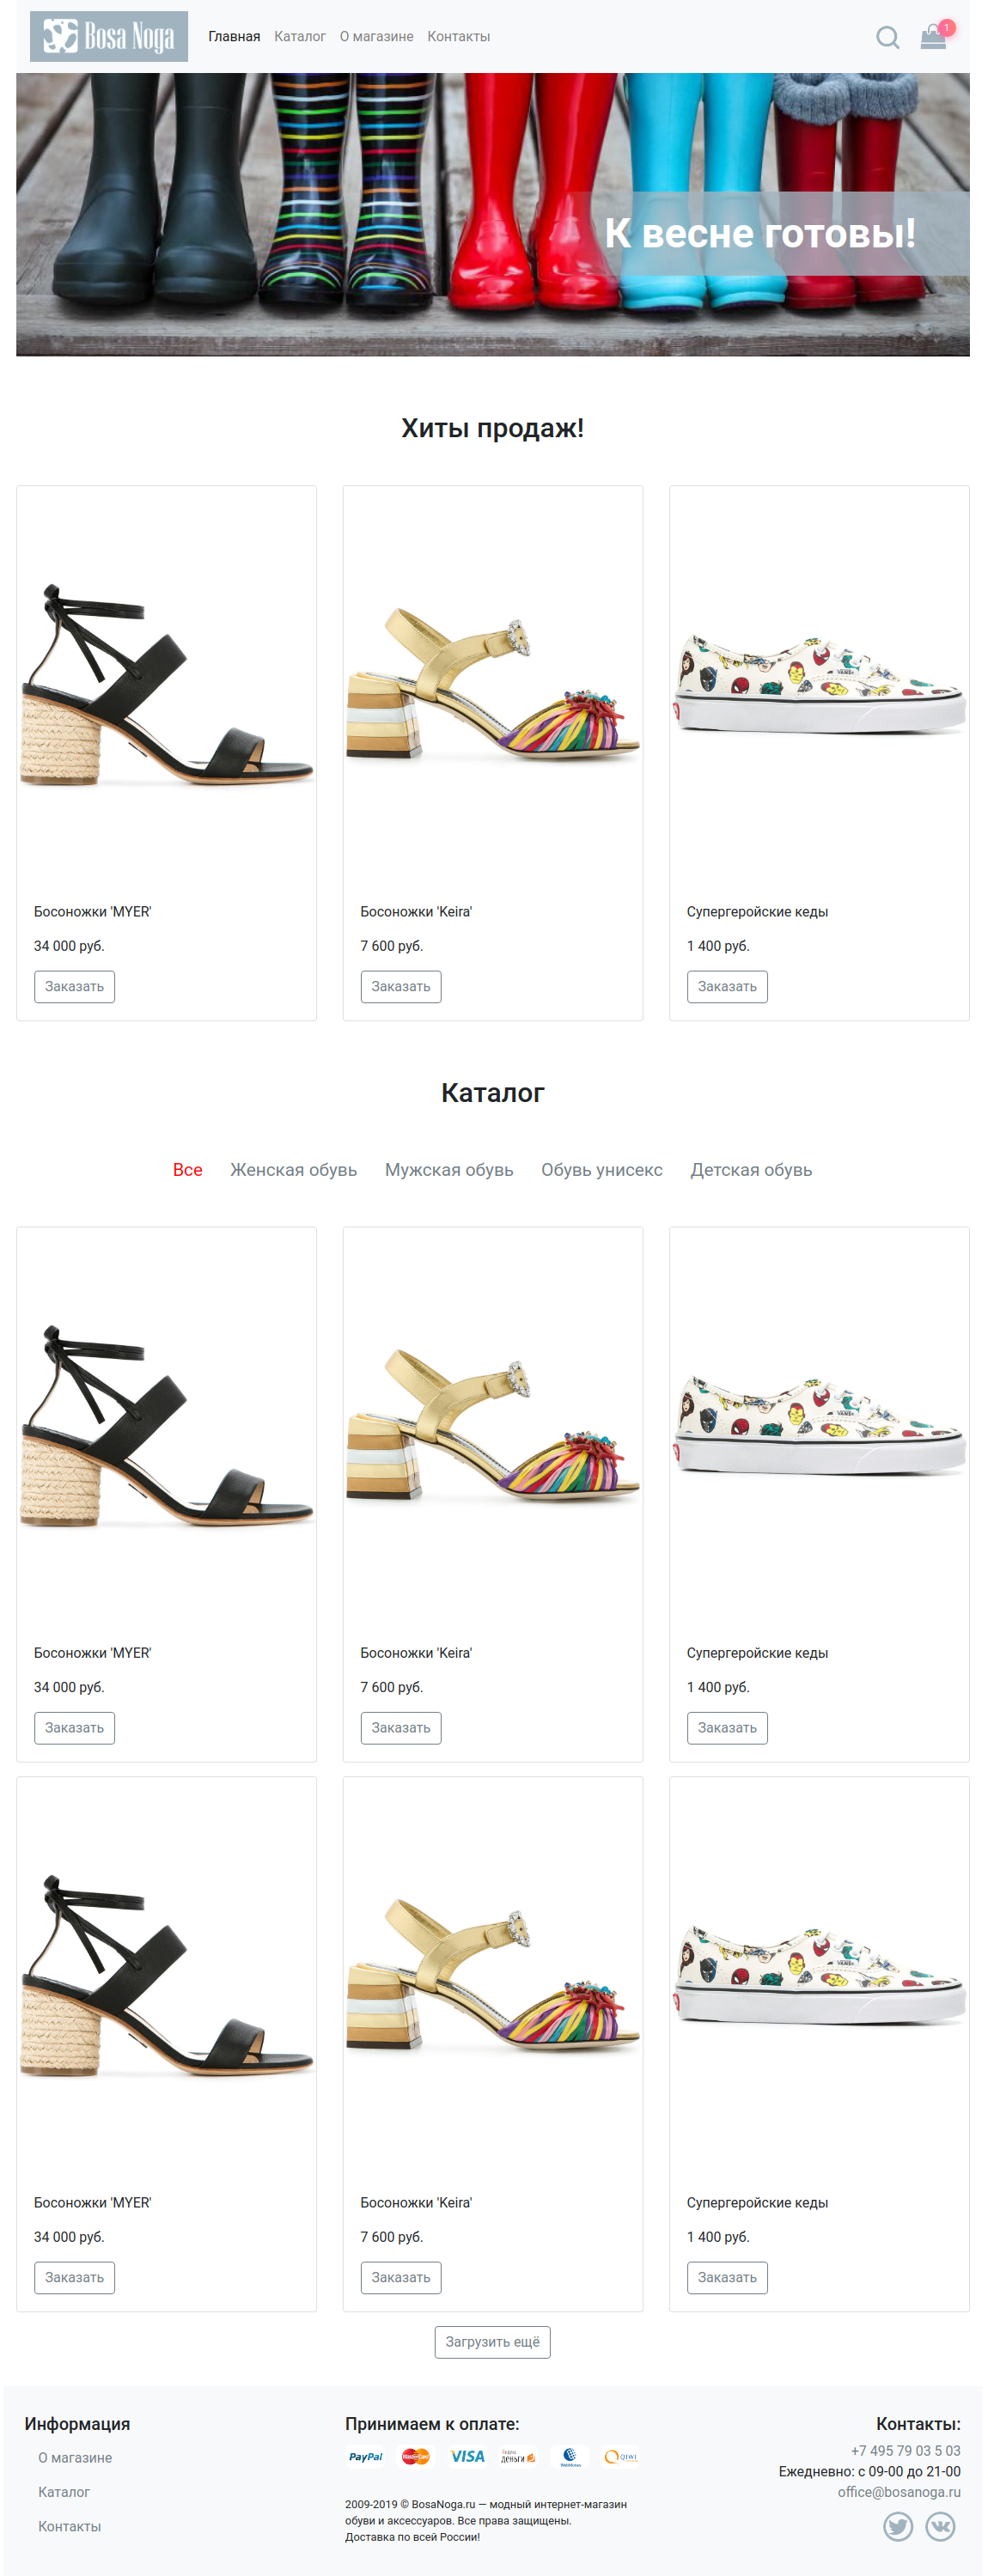 Bosa Noga
Главная Каталог О магазине Контакты
1
К весне готовы!
Хиты продаж!
Босоножки 'MYER'
34 000 руб.
Заказать
Босоножки 'Keira'
7 600 руб.
Заказать
Супергеройские кеды
1 400 руб.
Заказать
Каталог
Все Женская обувь Мужская обувь Обувь унисекс Детская обувь
Босоножки 'MYER'
34 000 руб.
Заказать
Босоножки 'Keira'
7 600 руб.
Заказать
Супергеройские кеды
1 400 руб.
Заказать
Босоножки 'MYER'
34 000 руб.
Заказать
Босоножки 'Keira'
7 600 руб.
Заказать
Супергеройские кеды
1 400 руб.
Заказать
Загрузить ещё
Информация
О магазине
Каталог
Контакты
Принимаем к оплате:
PayPal MasterCard VISA Яндекс деньги WebMoney QIWI
2009-2019 © BosaNoga.ru — модный интернет-магазин
обуви и аксессуаров. Все права защищены.
Доставка по всей России!
Контакты:
+7 495 79 03 5 03
Ежедневно: с 09-00 до 21-00
office@bosanoga.ru